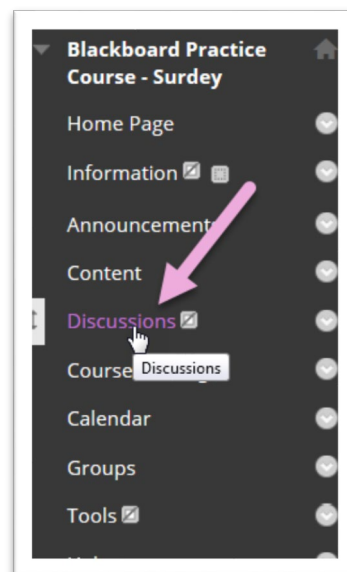 Blackboard Practice
Course - Surdey
Home Page
Information
Announcement
Content
Discussions
Course
Discussions
Calendar
Groups
Tools